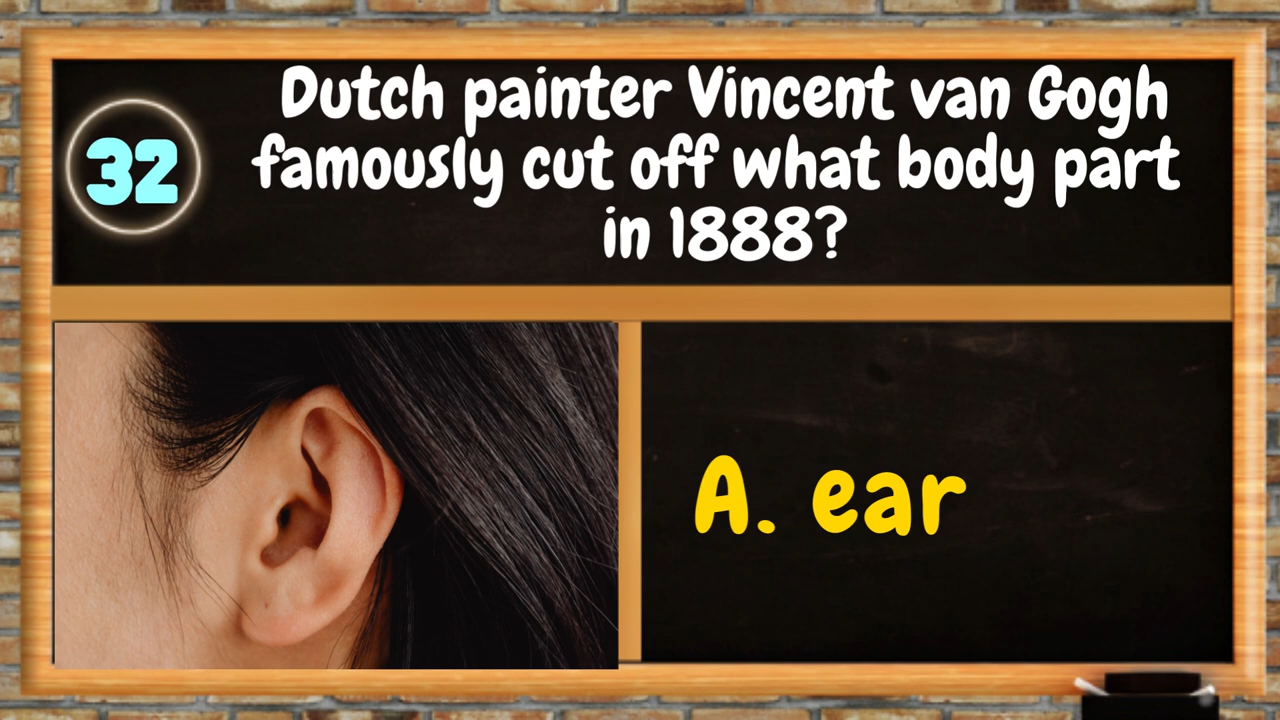 32
Dutch painter Vincent van Gogh
famously cut off what body part
in 1888?
A. ear